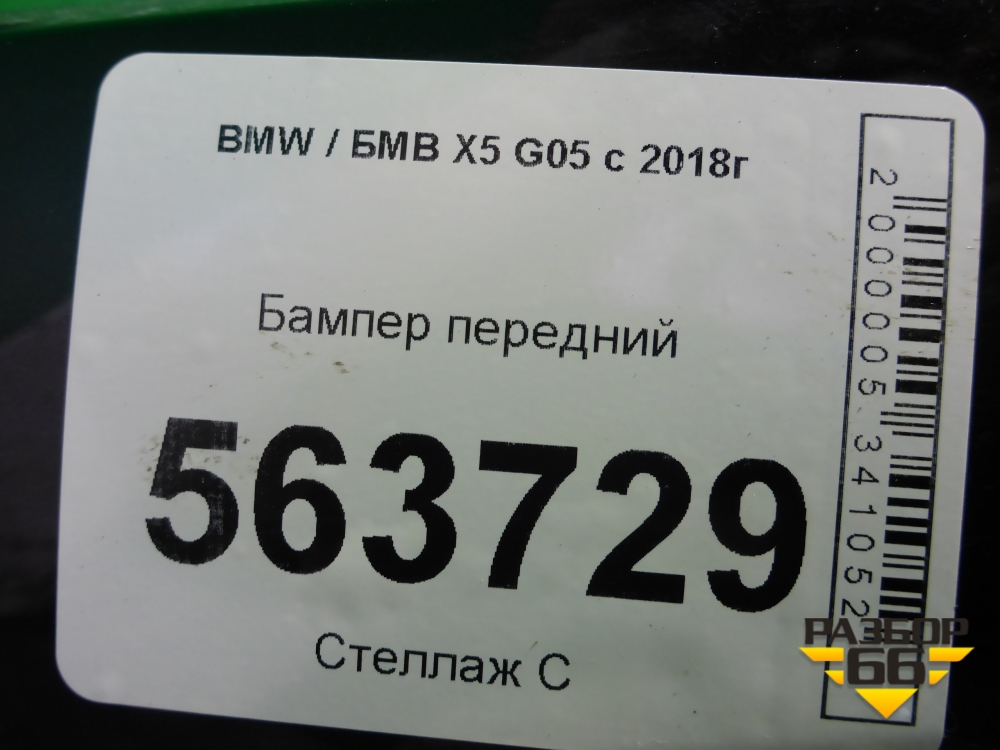 BMW / БМВ X5 G05 с 2018г
Бампер передний
563729
Стеллаж С
2000005341052
РАЗБОР
66